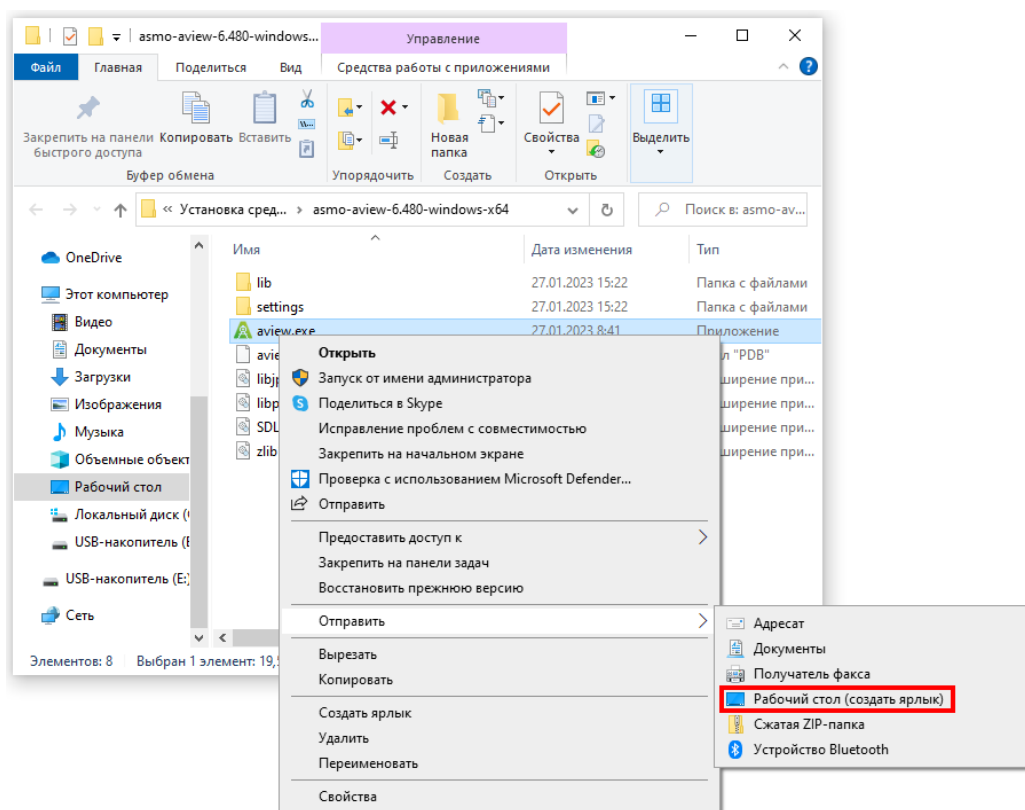 asmo-aview-6.480-windows...
Управление
Файл
Главная
Поделиться
Вид
Средства работы с приложениями
Закрепить на панели быстрого доступа
Копировать
Вставить
Буфер обмена
Упорядочить
Новая папка
Создать
Свойства
Открыть
Выделить
« Установка сред... › asmo-aview-6.480-windows-x64
Поиск в: asmo-av...
OneDrive
Этот компьютер
Видео
Документы
Загрузки
Изображения
Музыка
Объемные объект
Рабочий стол
Локальный диск (
USB-накопитель (
USB-накопитель (E:)
Сеть
Имя
Дата изменения
Тип
lib 27.01.2023 15:22 Папка с файлами
settings 27.01.2023 15:22 Папка с файлами
aview.exe 27.01.2023 8:41 Приложение
avie л "PDB"
libjp ширение при...
libp ширение при...
SDL ширение при...
zlib ширение при...
Элементов: 8
Выбран 1 элемент: 19,
Открыть
Запуск от имени администратора
Поделиться в Skype
Исправление проблем с совместимостью
Закрепить на начальном экране
Проверка с использованием Microsoft Defender...
Отправить
Предоставить доступ к
Закрепить на панели задач
Восстановить прежнюю версию
Отправить
Вырезать
Копировать
Создать ярлык
Удалить
Переименовать
Свойства
Адресат
Документы
Получатель факса
Рабочий стол (создать ярлык)
Сжатая ZIP-папка
Устройство Bluetooth